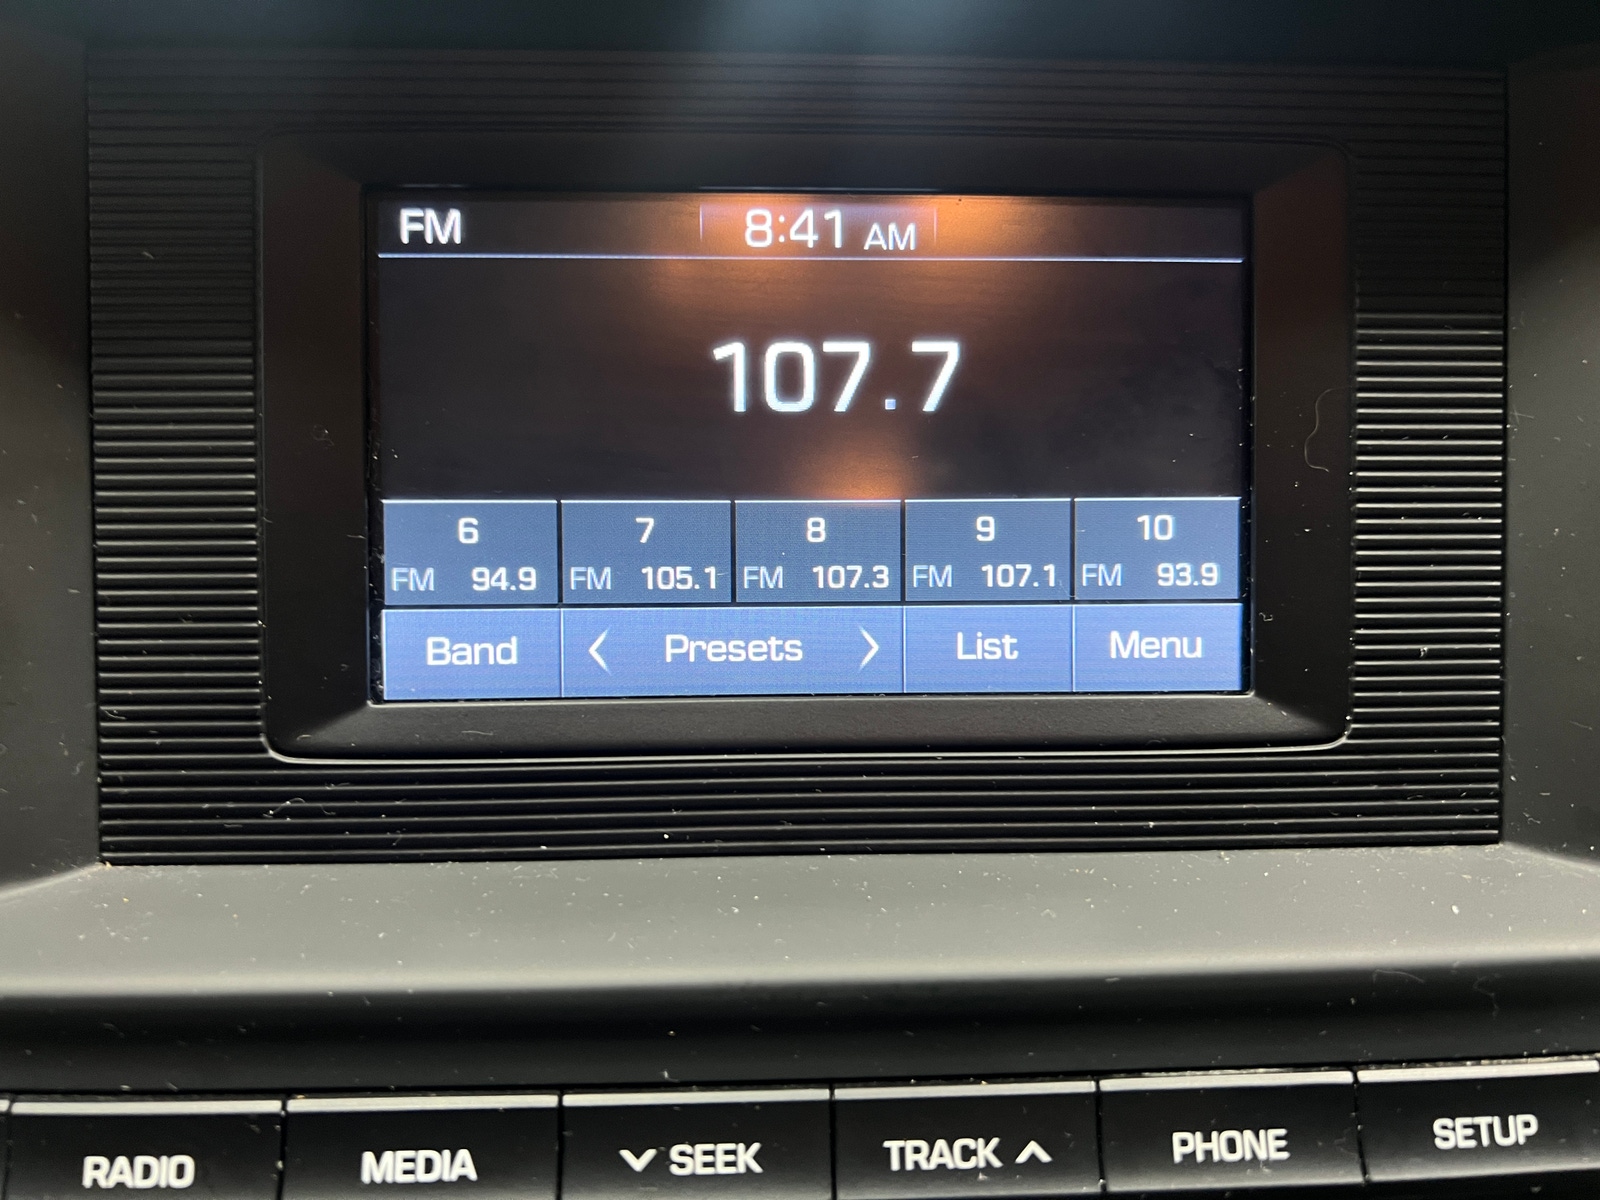 FM 8:41 AM
107.7
6 7 8 9 10
FM 94.9 FM 105.1 FM 107.3 FM 107.1 FM 93.9
Band < Presets > List Menu
RADIO MEDIA ∨ SEEK TRACK ∧ PHONE SETUP